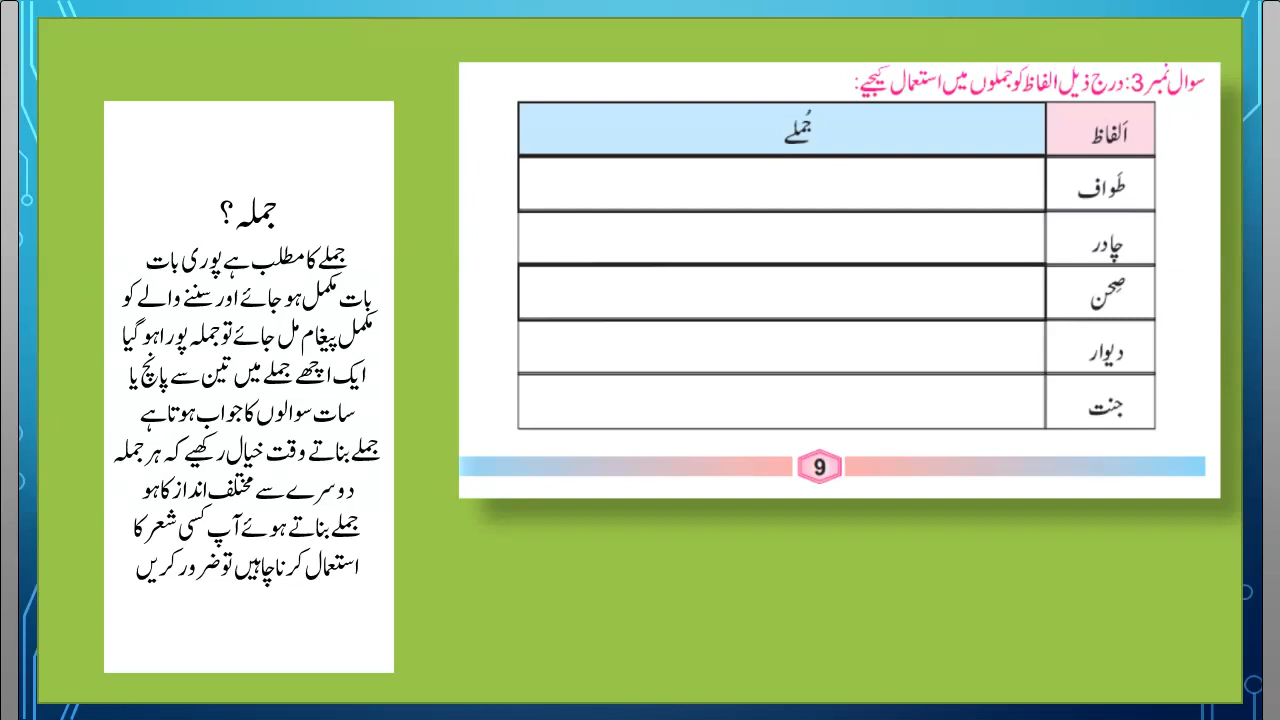 سوال نمبر 3: درج ذیل الفاظ کو جملوں میں استعمال کیجیے:
اَلفاظ
جُملے
طَواف
چادر
صِحن
دیوار
جنت
9
جملہ ؟
جملے کا مطلب ہے پوری بات
بات مکمل ہو جائے اور سننے والے کو
مکمل پیغام مل جائے تو جملہ پورا ہو گیا
ایک اچھے جملے میں تین سے پانچ یا
سات سوالوں کا جواب ہوتا ہے
جملے بناتے وقت خیال رکھیے کہ ہر جملہ
دوسرے سے مختلف انداز کا ہو
جملے بناتے ہوئے آپ کسی شعر کا
استعمال کرنا چاہیں تو ضرور کریں